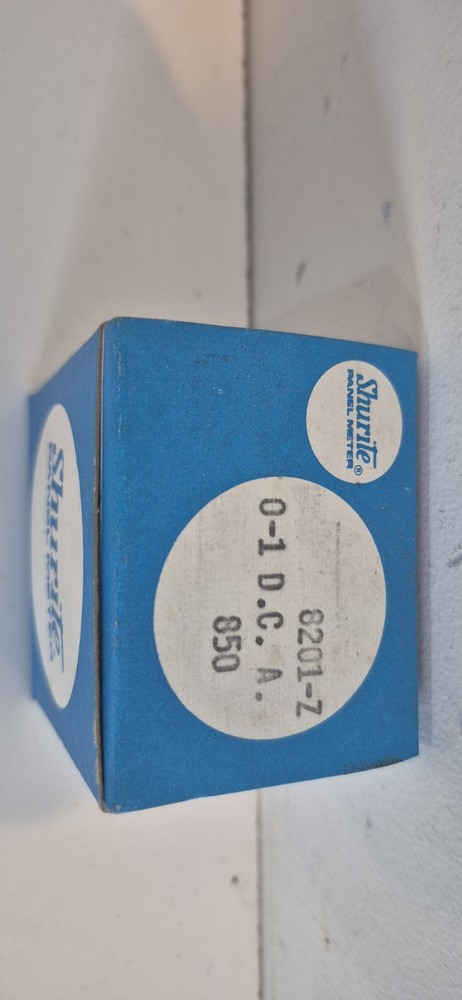 Shurite®
PANEL METER
8201-Z
0-1 D.C. A.
850
Shurite